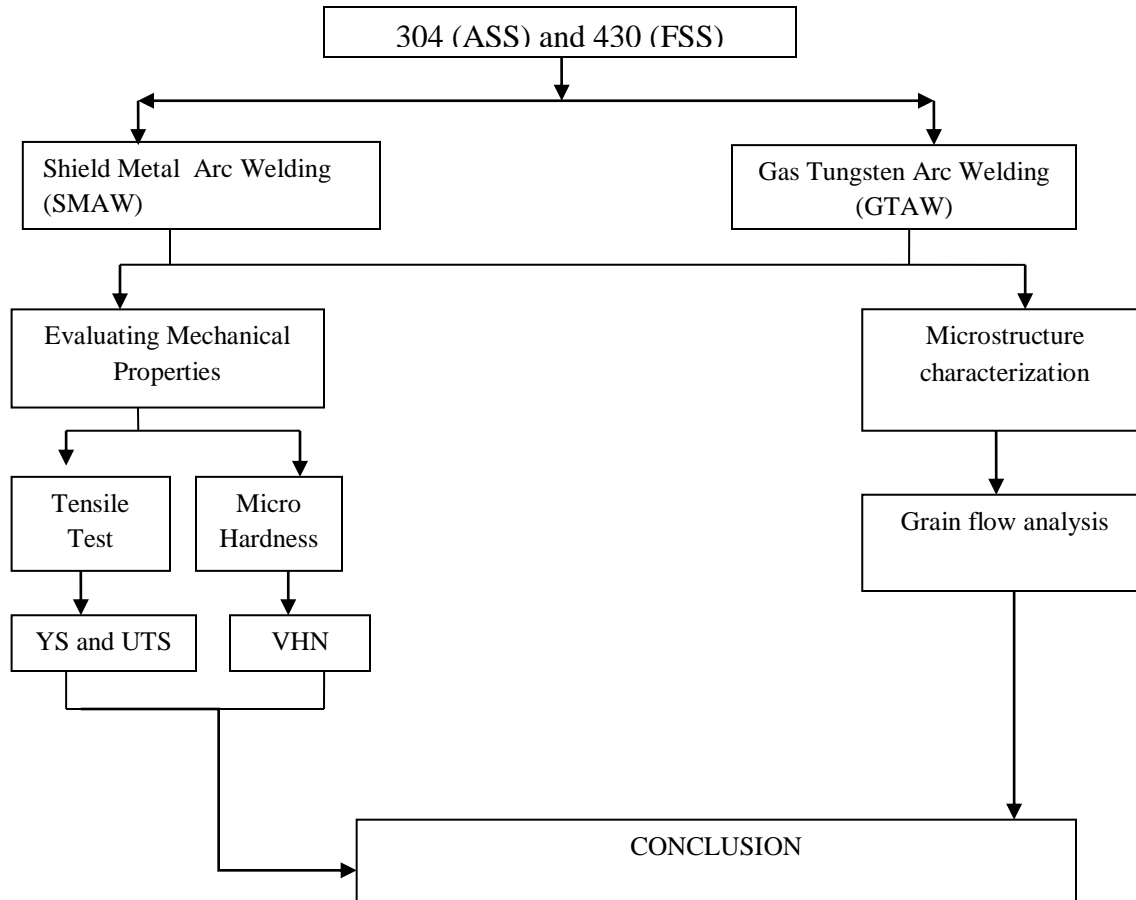 304 (ASS) and 430 (FSS)
Shield Metal Arc Welding
(SMAW)
Gas Tungsten Arc Welding
(GTAW)
Evaluating Mechanical
Properties
Microstructure
characterization
Tensile
Test
Micro
Hardness
Grain flow analysis
YS and UTS
VHN
CONCLUSION